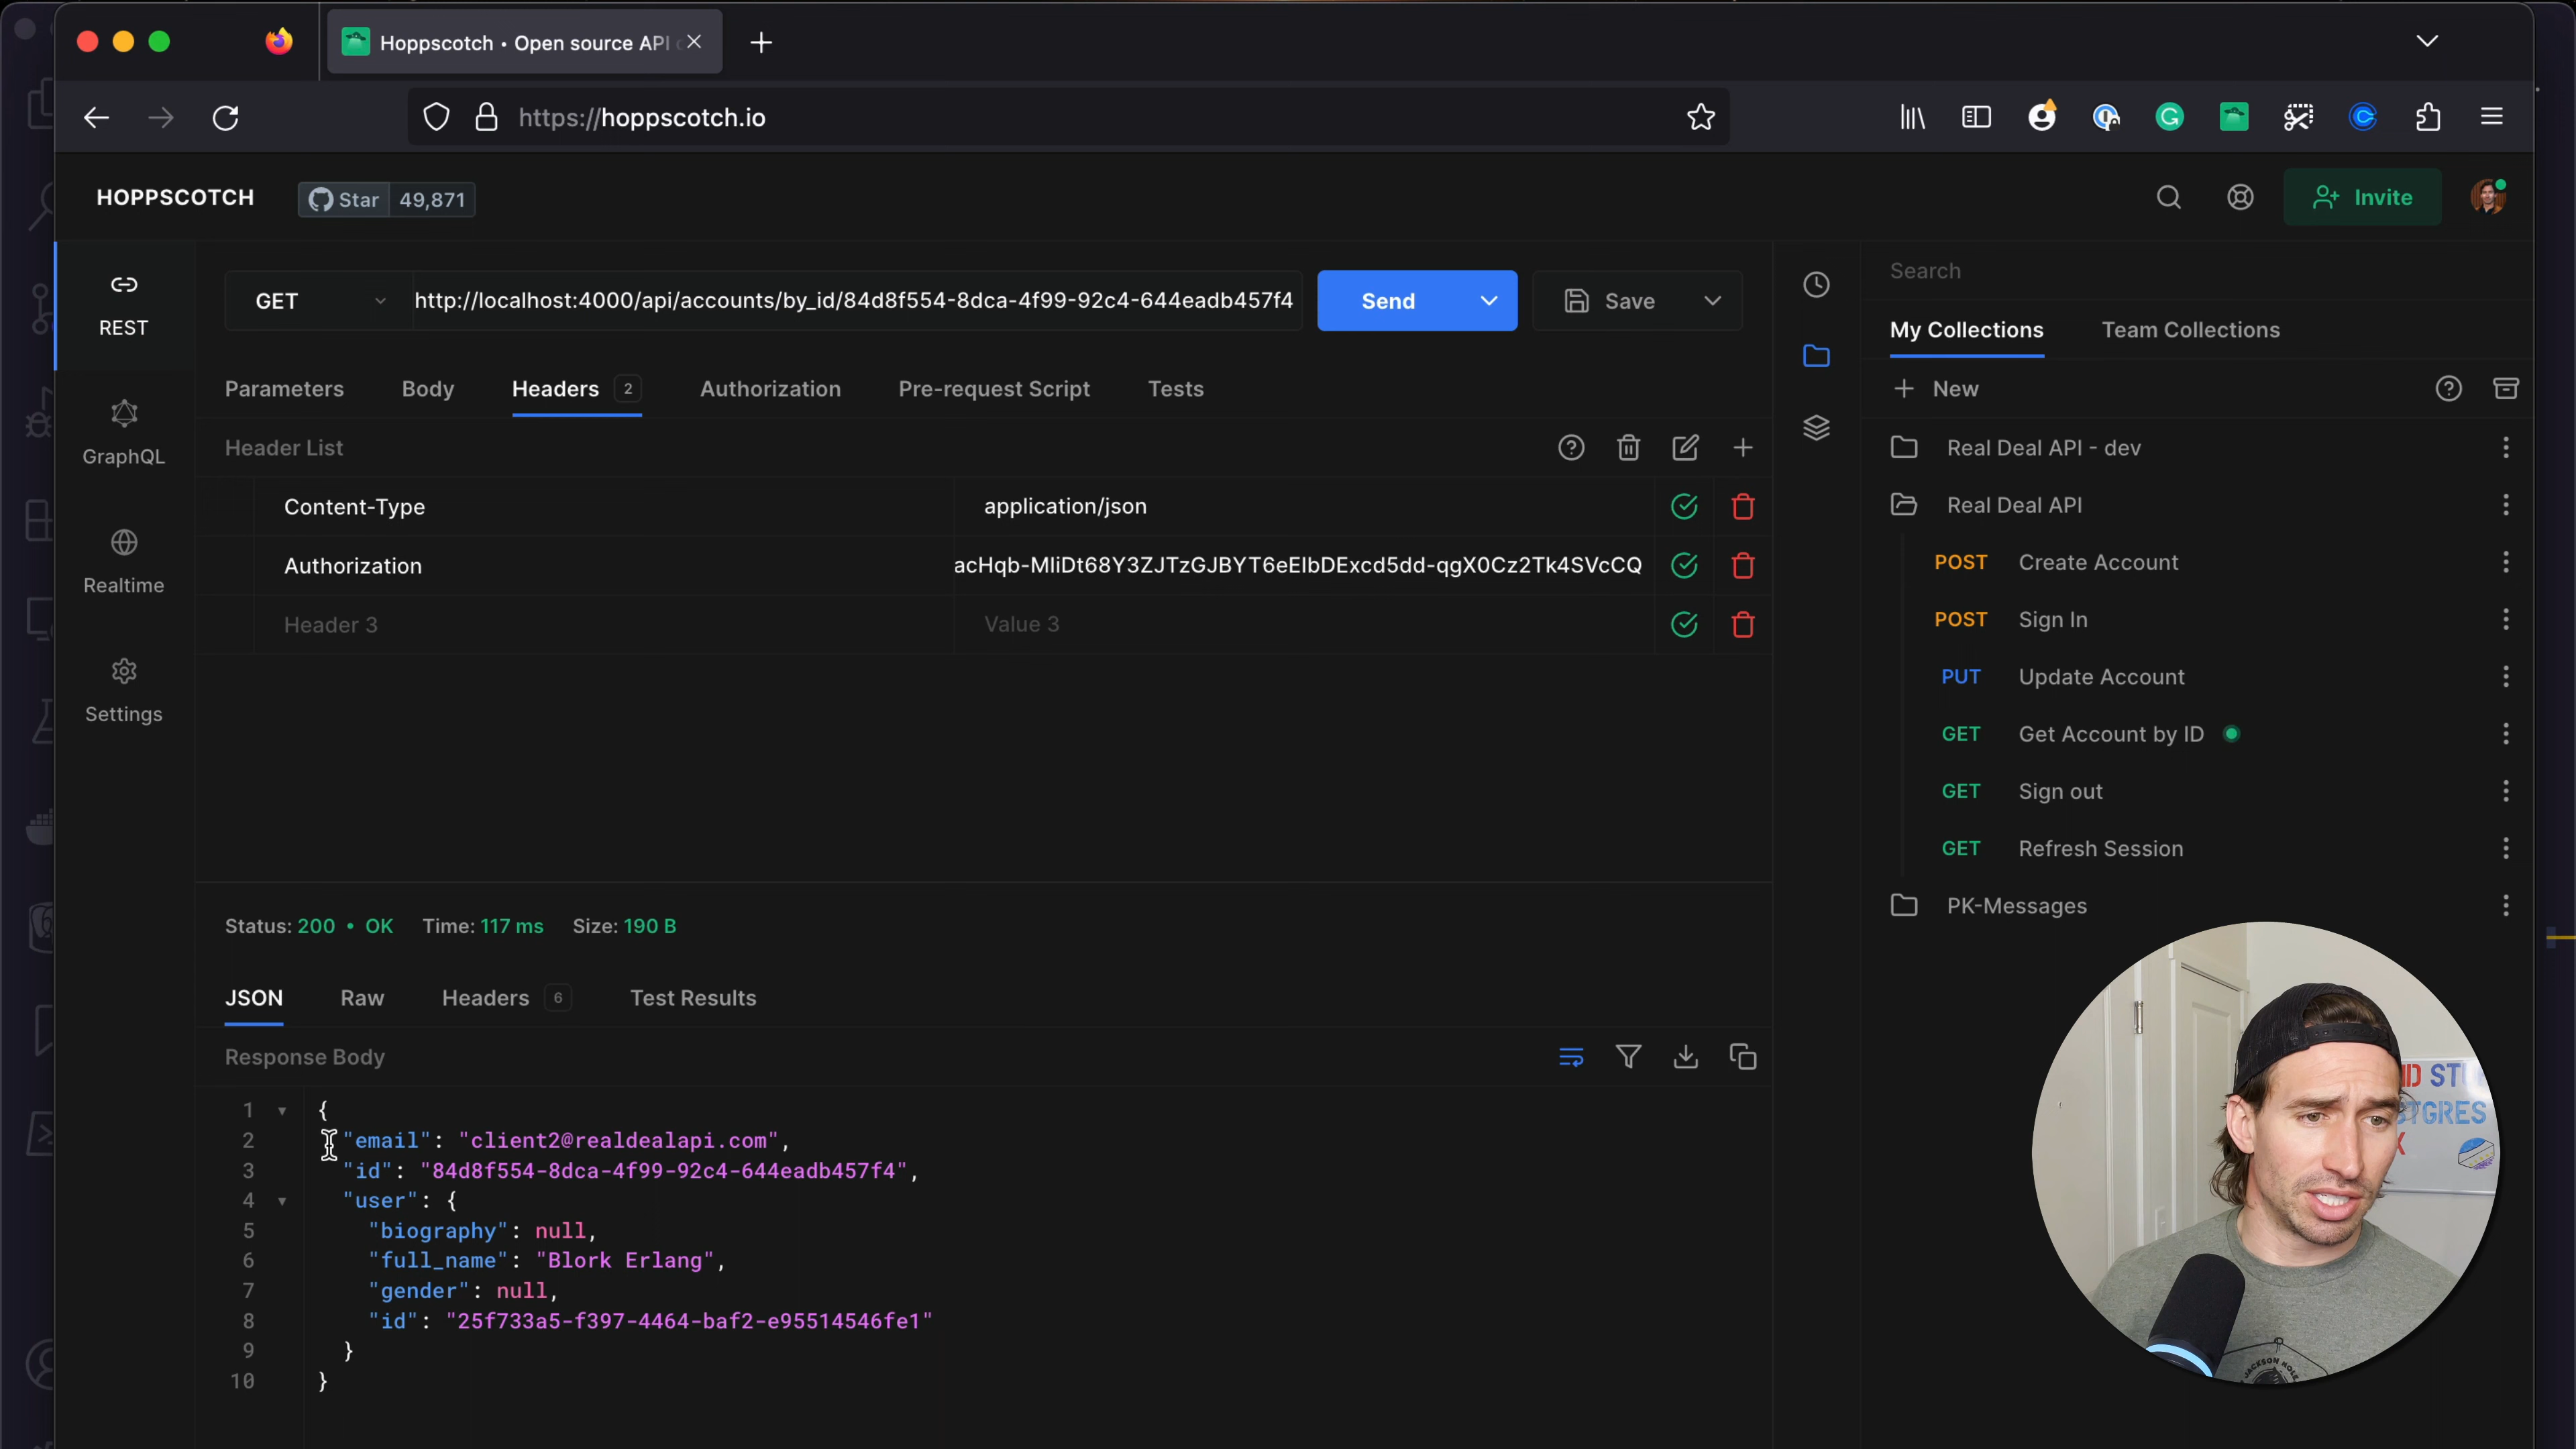 Hoppscotch • Open source API
https://hoppscotch.io
HOPPSCOTCH
Star 49,871
Invite
REST
GraphQL
Realtime
Settings
GET http://localhost:4000/api/accounts/by_id/84d8f554-8dca-4f99-92c4-644eadb457f4 Send Save
Parameters Body Headers 2 Authorization Pre-request Script Tests
Header List
Content-Type application/json
Authorization acHqb-MIiDt68Y3ZJTzGJBYT6eEIbDExcd5dd-qgX0Cz2Tk4SVcCQ
Header 3 Value 3
Status: 200 • OK Time: 117 ms Size: 190 B
JSON Raw Headers 6 Test Results
Response Body
1 {
2 "email": "client2@realdealapi.com",
3 "id": "84d8f554-8dca-4f99-92c4-644eadb457f4",
4 "user": {
5 "biography": null,
6 "full_name": "Blork Erlang",
7 "gender": null,
8 "id": "25f733a5-f397-4464-baf2-e95514546fe1"
9 }
10 }
Search
My Collections Team Collections
New
Real Deal API - dev
Real Deal API
POST Create Account
POST Sign In
PUT Update Account
GET Get Account by ID
GET Sign out
GET Refresh Session
PK-Messages
JACKSON HOLE